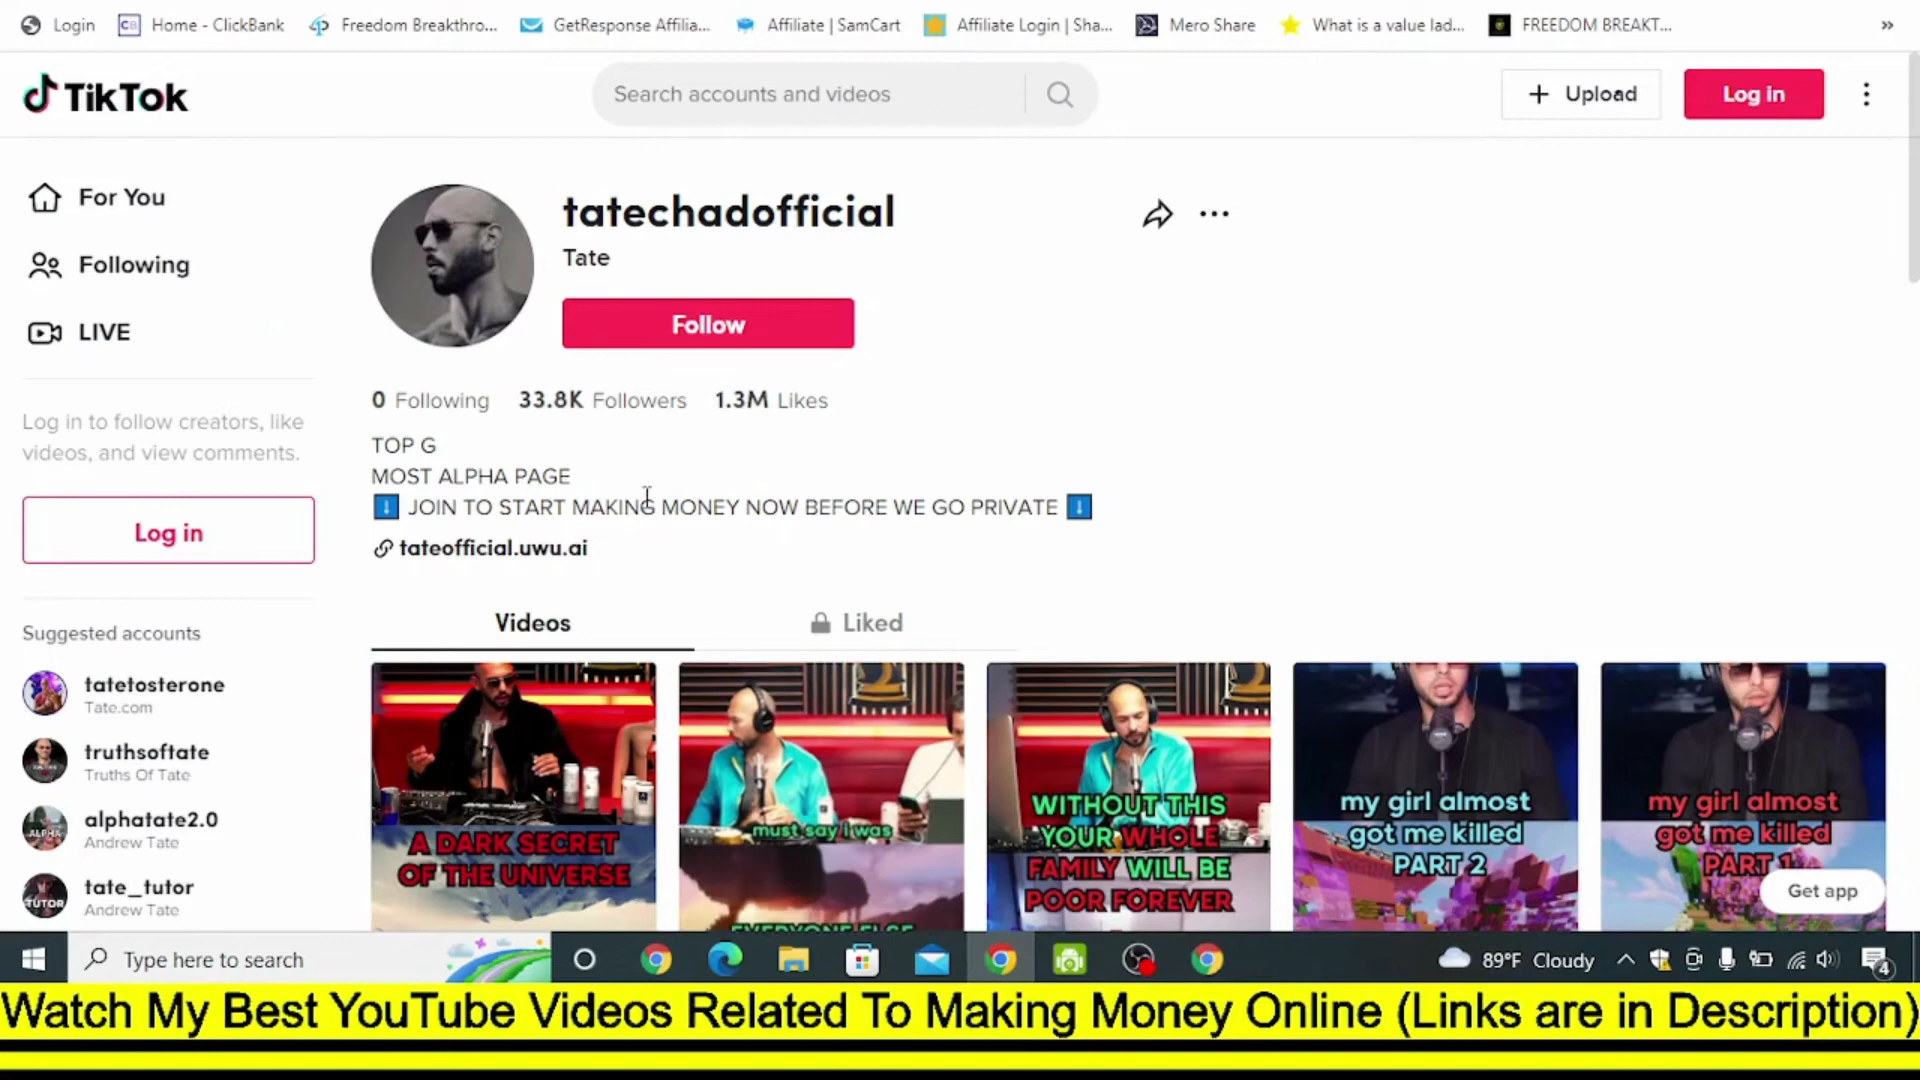 Login Home - ClickBank Freedom Breakthro... GetResponse Affilia... Affiliate | SamCart Affiliate Login | Sha... Mero Share What is a value lad... FREEDOM BREAKT... »
TikTok Search accounts and videos + Upload Log in
For You
Following
LIVE
Log in to follow creators, like
videos, and view comments.
Log in
Suggested accounts
tatetosterone
Tate.com
truthsoftate
Truths Of Tate
alphatate2.0
Andrew Tate
tate_tutor
Andrew Tate
tatechadofficial
Tate
Follow
0 Following 33.8K Followers 1.3M Likes
TOP G
MOST ALPHA PAGE
⬇️ JOIN TO START MAKING MONEY NOW BEFORE WE GO PRIVATE ⬇️
tateofficial.uwu.ai
Videos Liked
A DARK SECRET
OF THE UNIVERSE
must say i was
EVERYONE ELSE
WITHOUT THIS
YOUR WHOLE
FAMILY WILL BE
POOR FOREVER
my girl almost
got me killed
PART 2
my girl almost
got me killed
PART 1
Get app
Type here to search 89°F Cloudy 4
Watch My Best YouTube Videos Related To Making Money Online (Links are in Description)